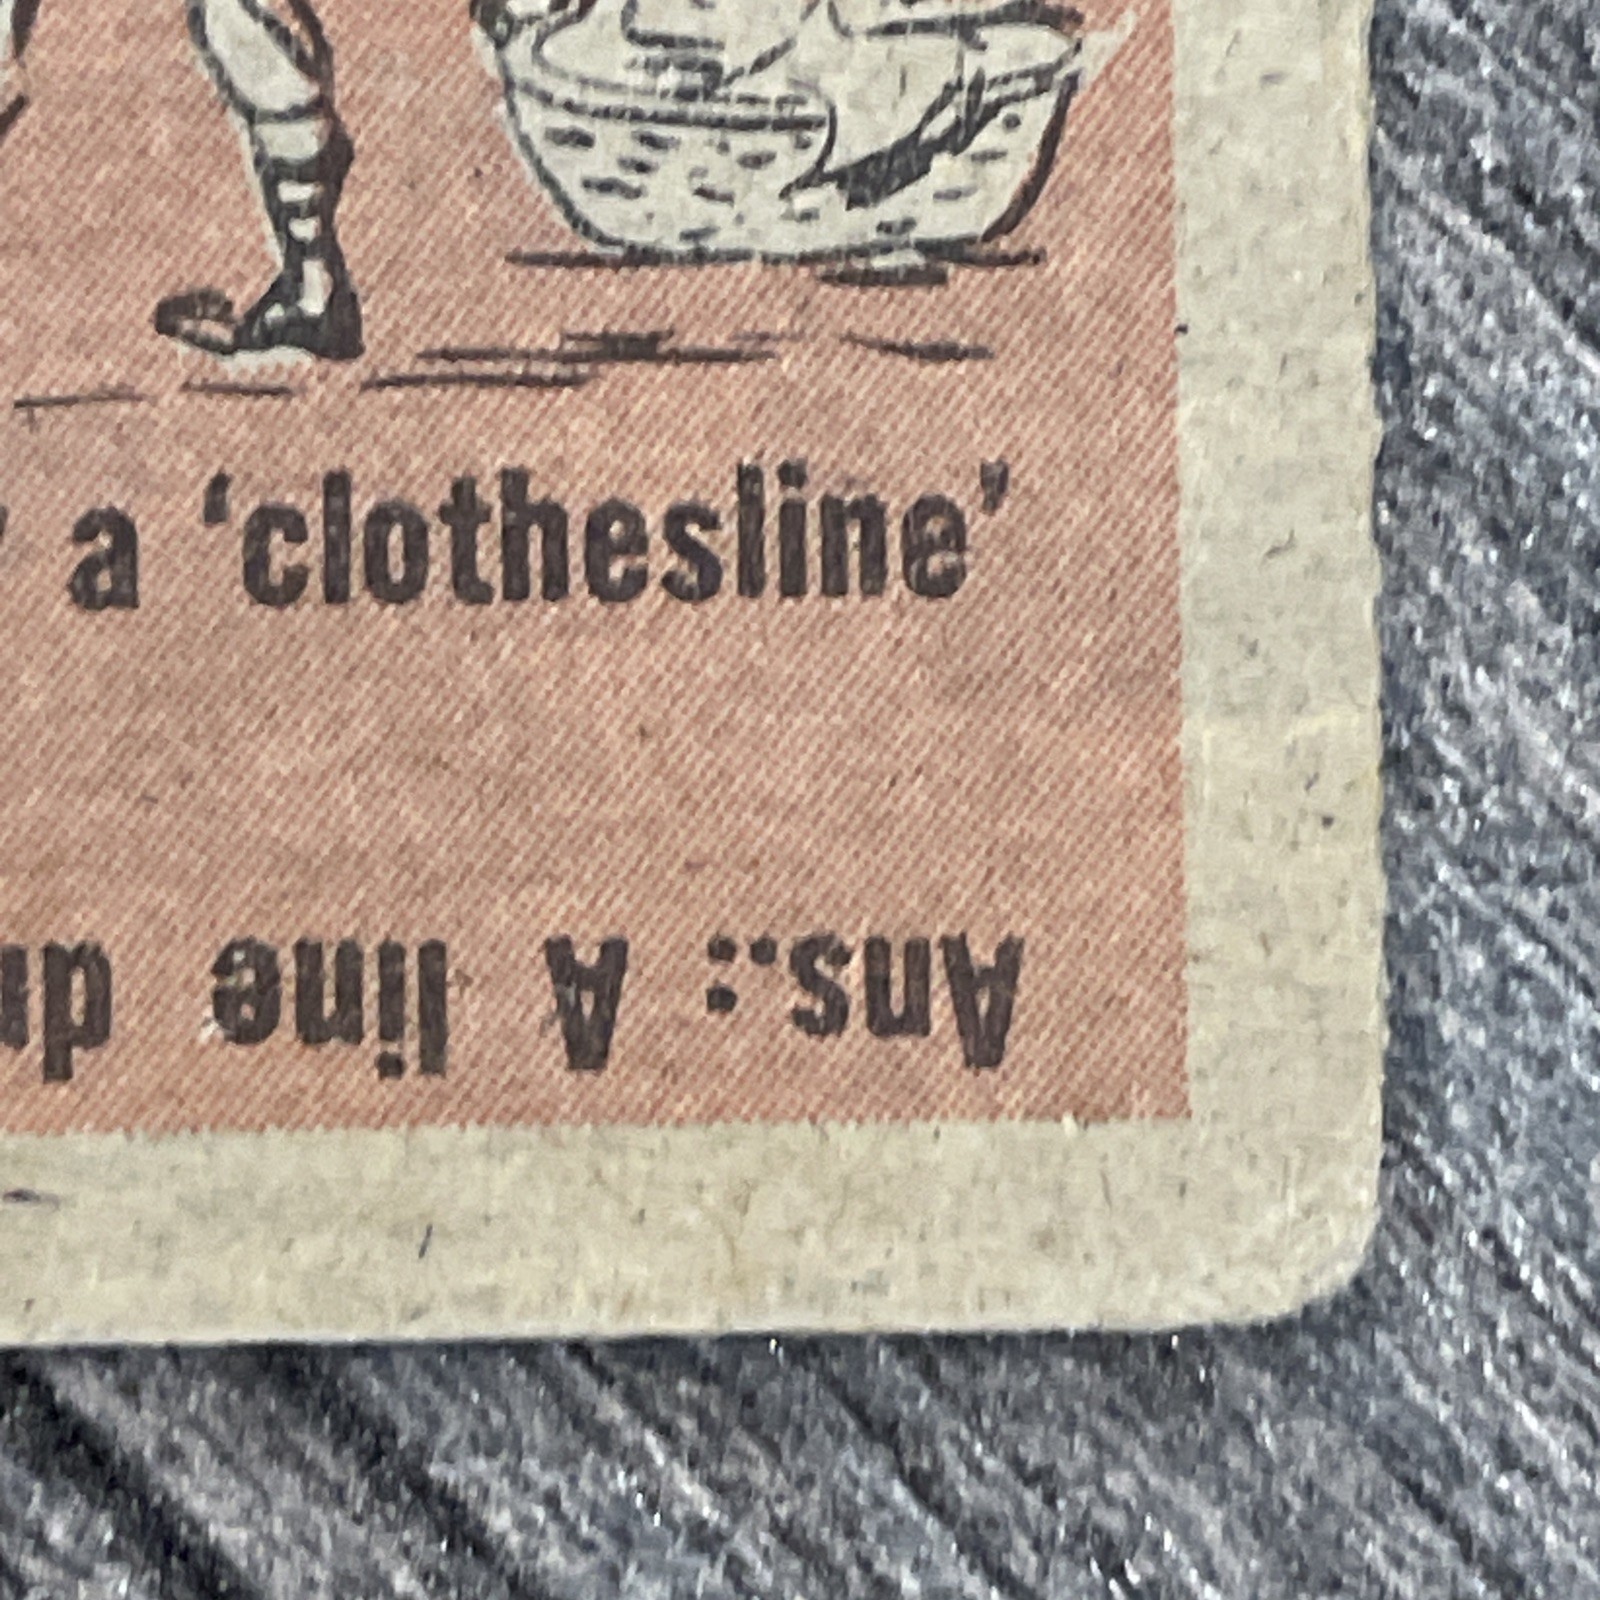 a ‘clothesline’
Ans.: A line